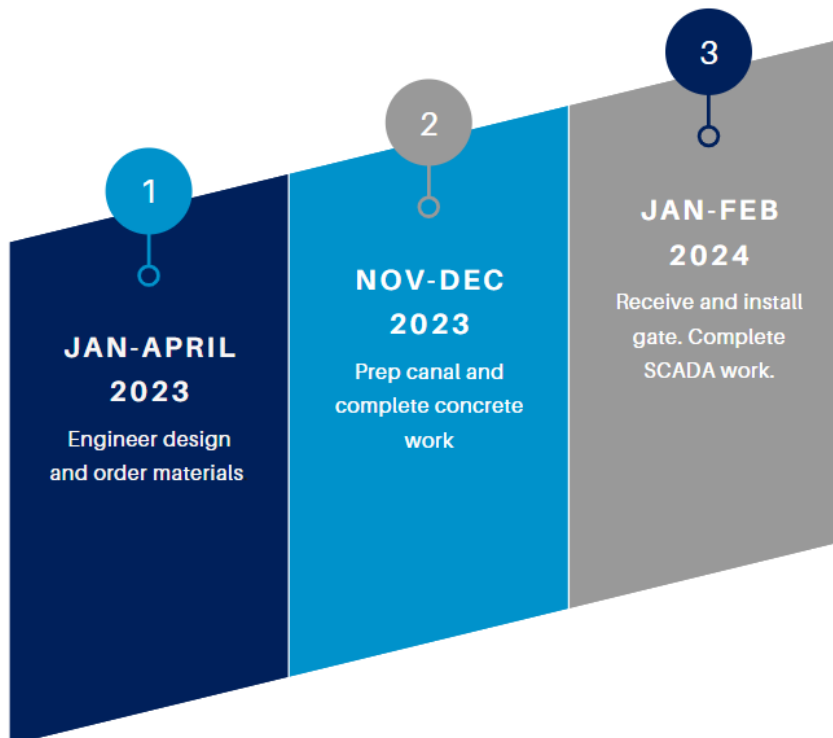 1
JAN-APRIL
2023
Engineer design
and order materials
2
NOV-DEC
2023
Prep canal and
complete concrete
work
3
JAN-FEB
2024
Receive and install
gate. Complete
SCADA work.